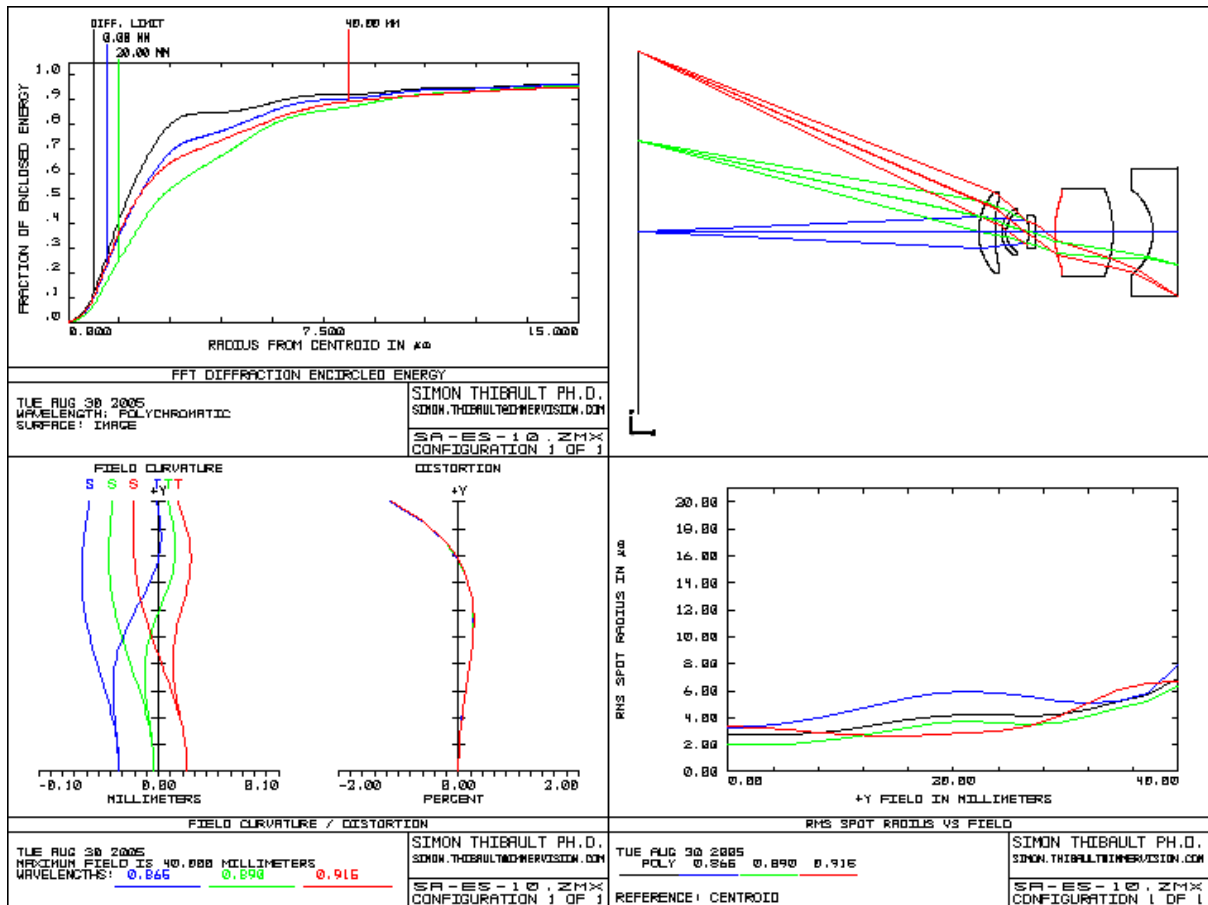 DIFF. LIMIT
0.00 MM
20.00 MM
40.00 MM
FRACTION OF ENCLOSED ENERGY
1.0
.9
.8
.7
.6
.5
.4
.3
.2
.1
.0
0.000 7.500 15.000
RADIUS FROM CENTROID IN µm
FFT DIFFRACTION ENCIRCLED ENERGY
TUE AUG 30 2005
WAVELENGTH: POLYCHROMATIC
SURFACE: IMAGE
SIMON THIBAULT PH.D.
SIMON.THIBAULT@IMMERVISION.COM
SA-ES-10.ZMX
CONFIGURATION 1 OF 1
FIELD CURVATURE
S S S T T T
+Y
-0.10 0.00 0.10
MILLIMETERS
DISTORTION
+Y
-2.00 0.00 2.00
PERCENT
FIELD CURVATURE / DISTORTION
TUE AUG 30 2005
MAXIMUM FIELD IS 40.000 MILLIMETERS
WAVELENGTHS: 0.865 0.890 0.915
SIMON THIBAULT PH.D.
SIMON.THIBAULT@IMMERVISION.COM
SA-ES-10.ZMX
CONFIGURATION 1 OF 1
RMS SPOT RADIUS IN µm
20.00
18.00
16.00
14.00
12.00
10.00
8.00
6.00
4.00
2.00
0.00
0.00 20.00 40.00
+Y FIELD IN MILLIMETERS
RMS SPOT RADIUS VS FIELD
TUE AUG 30 2005
POLY 0.865 0.890 0.915
REFERENCE: CENTROID
SIMON THIBAULT PH.D.
SIMON.THIBAULT@IMMERVISION.COM
SA-ES-10.ZMX
CONFIGURATION 1 OF 1